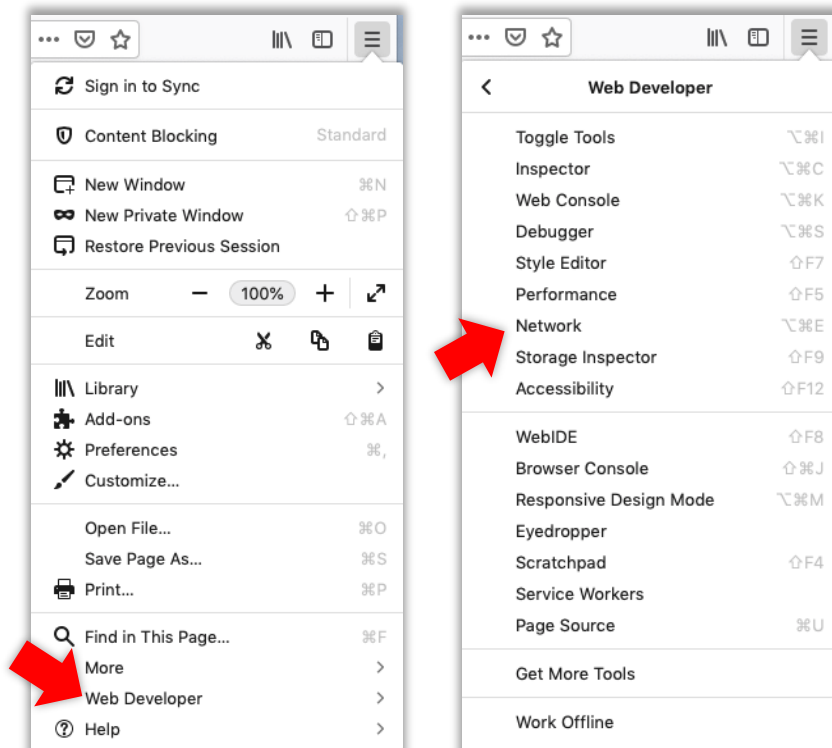 Sign in to Sync
Content Blocking Standard
New Window ⌘N
New Private Window ⇧⌘P
Restore Previous Session
Zoom − 100% +
Edit
Library >
Add-ons ⇧⌘A
Preferences ⌘,
Customize...
Open File... ⌘O
Save Page As... ⌘S
Print... ⌘P
Find in This Page... ⌘F
More >
Web Developer >
Help >
Web Developer
Toggle Tools ⌥⌘I
Inspector ⌥⌘C
Web Console ⌥⌘K
Debugger ⌥⌘S
Style Editor ⇧F7
Performance ⇧F5
Network ⌥⌘E
Storage Inspector ⇧F9
Accessibility ⇧F12
WebIDE ⇧F8
Browser Console ⇧⌘J
Responsive Design Mode ⌥⌘M
Eyedropper
Scratchpad ⇧F4
Service Workers
Page Source ⌘U
Get More Tools
Work Offline